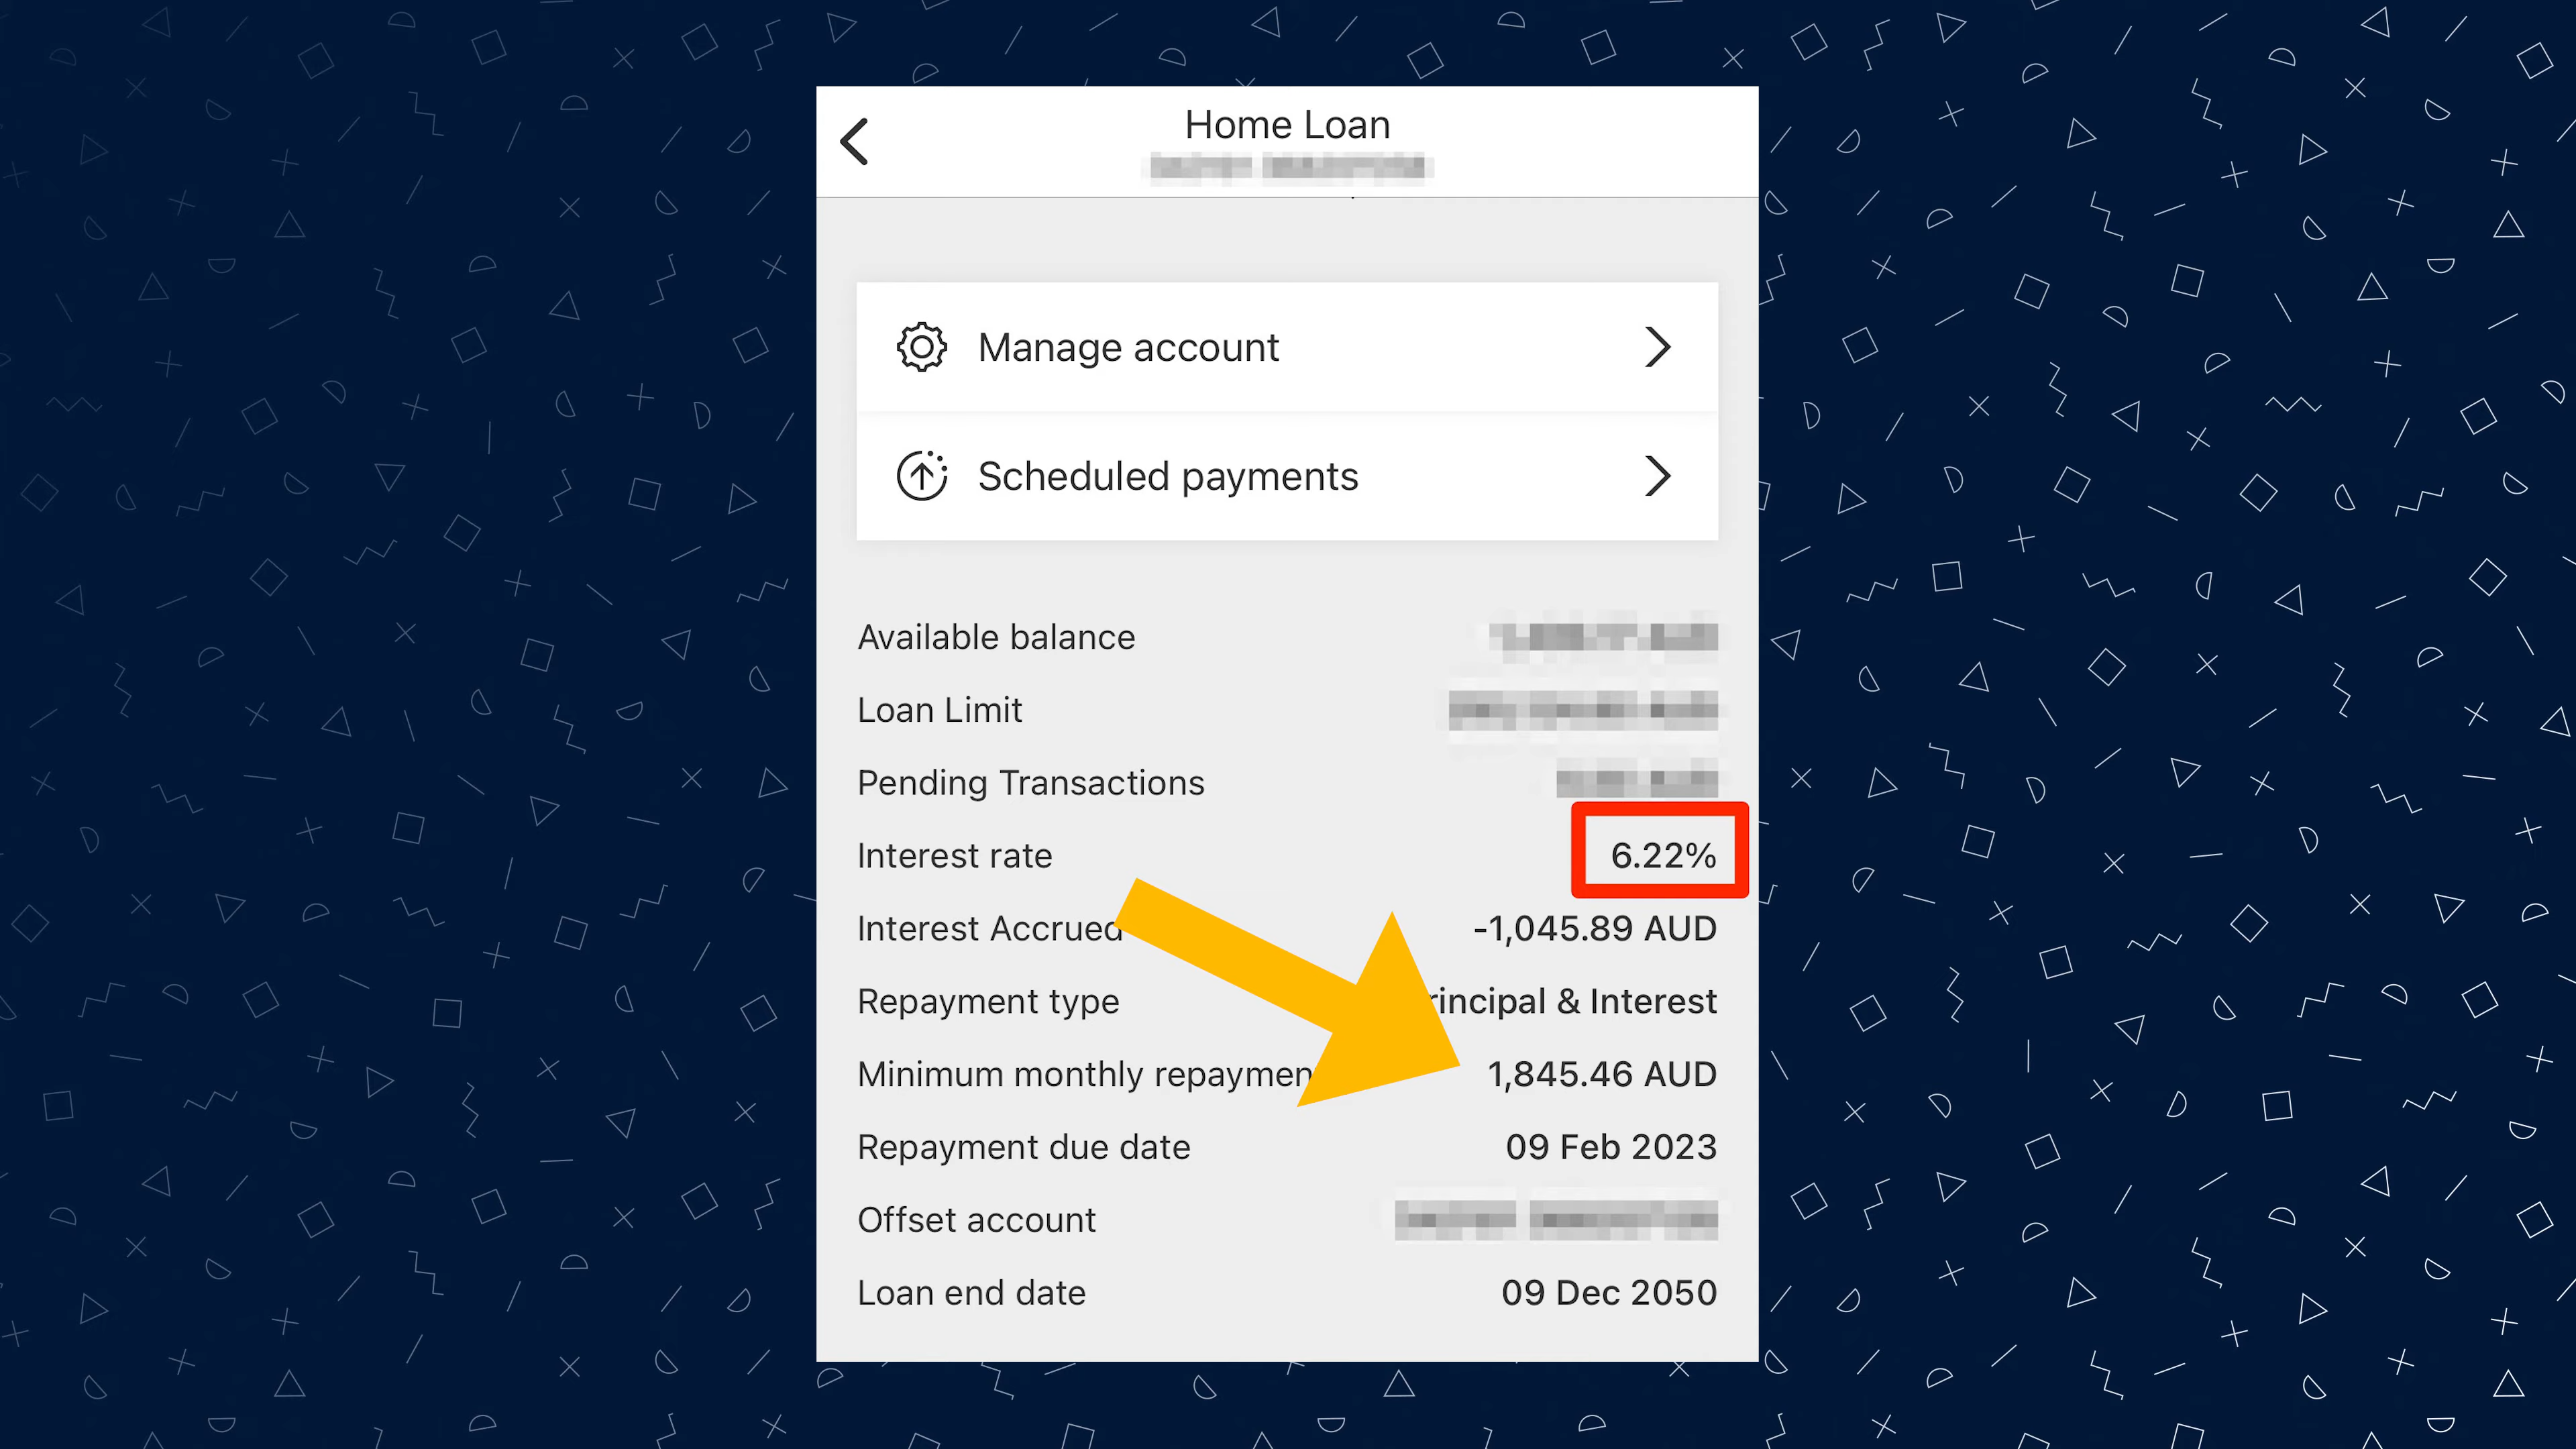 Home Loan
Manage account
Scheduled payments
Available balance
Loan Limit
Pending Transactions
Interest rate 6.22%
Interest Accrued -1,045.89 AUD
Repayment type rincipal & Interest
Minimum monthly repaymen 1,845.46 AUD
Repayment due date 09 Feb 2023
Offset account
Loan end date 09 Dec 2050